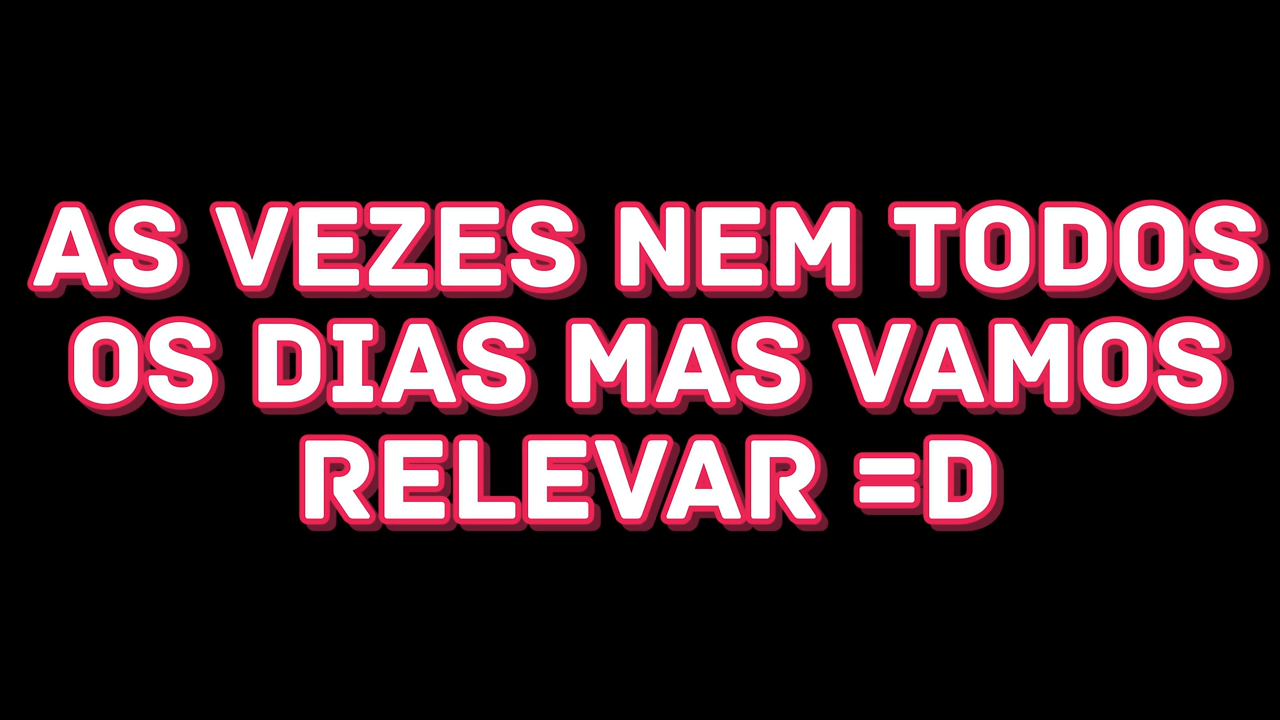 AS VEZES NEM TODOS
OS DIAS MAS VAMOS
RELEVAR =D